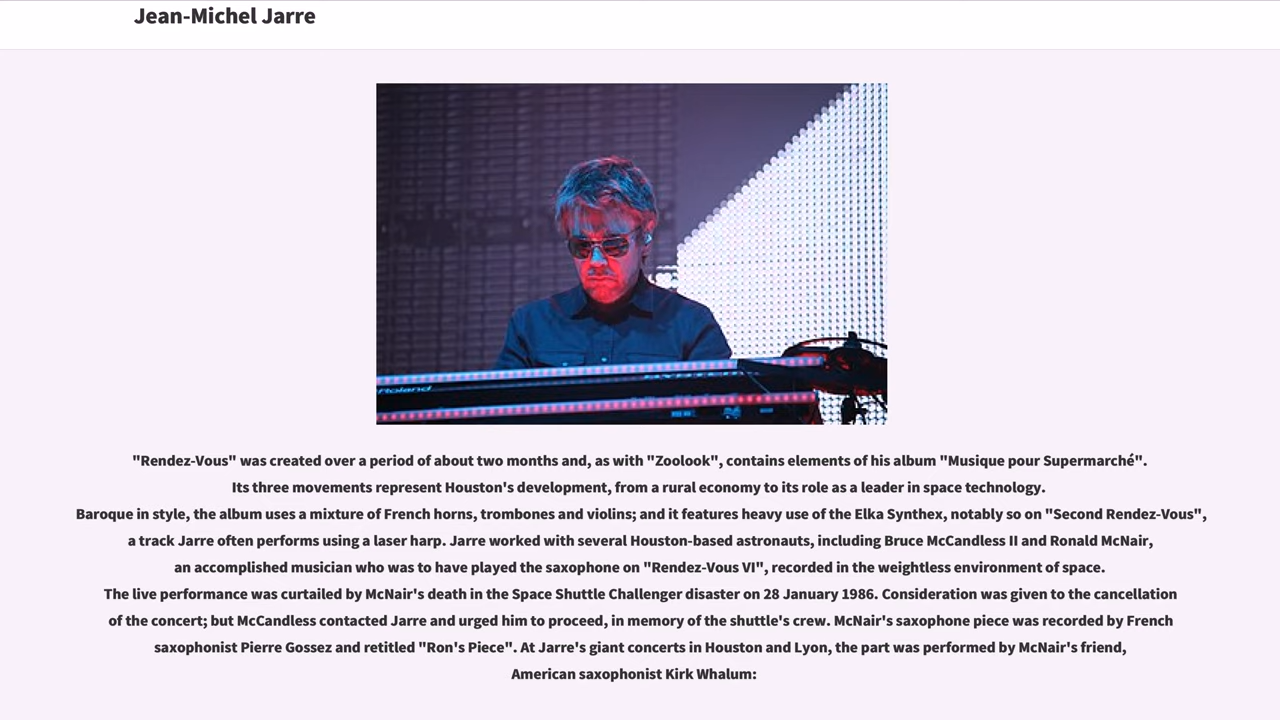 Jean-Michel Jarre
Roland
"Rendez-Vous" was created over a period of about two months and, as with "Zoolook", contains elements of his album "Musique pour Supermarché".
Its three movements represent Houston's development, from a rural economy to its role as a leader in space technology.
Baroque in style, the album uses a mixture of French horns, trombones and violins; and it features heavy use of the Elka Synthex, notably so on "Second Rendez-Vous",
a track Jarre often performs using a laser harp. Jarre worked with several Houston-based astronauts, including Bruce McCandless II and Ronald McNair,
an accomplished musician who was to have played the saxophone on "Rendez-Vous VI", recorded in the weightless environment of space.
The live performance was curtailed by McNair's death in the Space Shuttle Challenger disaster on 28 January 1986. Consideration was given to the cancellation
of the concert; but McCandless contacted Jarre and urged him to proceed, in memory of the shuttle's crew. McNair's saxophone piece was recorded by French
saxophonist Pierre Gossez and retitled "Ron's Piece". At Jarre's giant concerts in Houston and Lyon, the part was performed by McNair's friend,
American saxophonist Kirk Whalum: